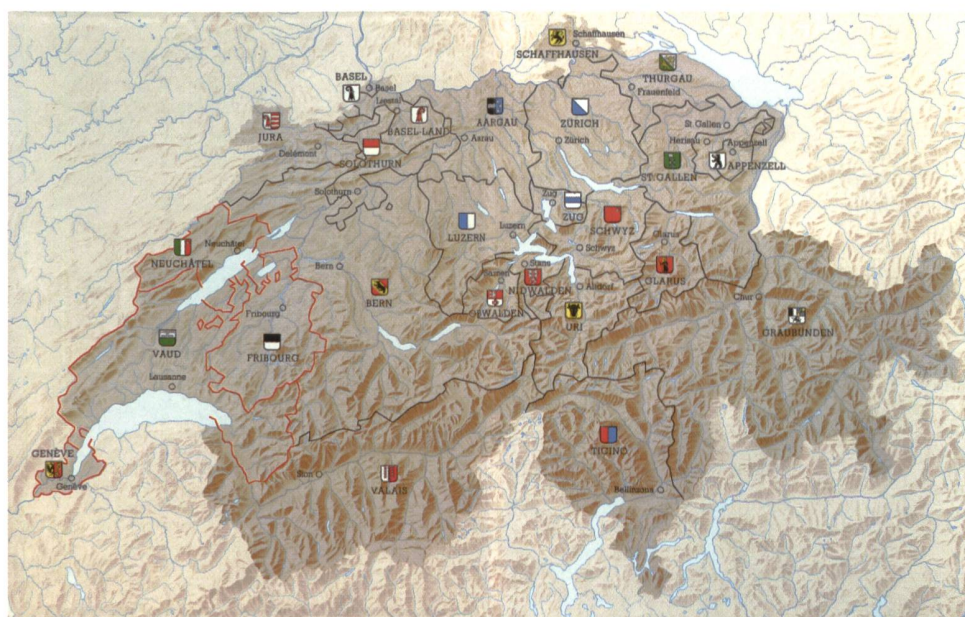 Schaffhausen
SCHAFFHAUSEN
BASEL
Basel
THURGAU
Frauenfeld
Liestal
BASEL-LAND
AARGAU
ZÜRICH
JURA
St. Gallen
Delémont
SOLOTHURN
Aarau
Zürich
Herisau
Appenzell
APPENZELL
ST. GALLEN
Solothurn
Zug
ZUG
SCHWYZ
LUZERN
Luzern
Glarus
Neuchâtel
NEUCHÂTEL
Schwyz
Bern
Stans
Sarnen
NIDWALDEN
GLARUS
Altdorf
BERN
OBWALDEN
URI
Chur
GRAUBÜNDEN
Fribourg
VAUD
FRIBOURG
Lausanne
GENÈVE
Genève
TICINO
Sion
VALAIS
Bellinzona